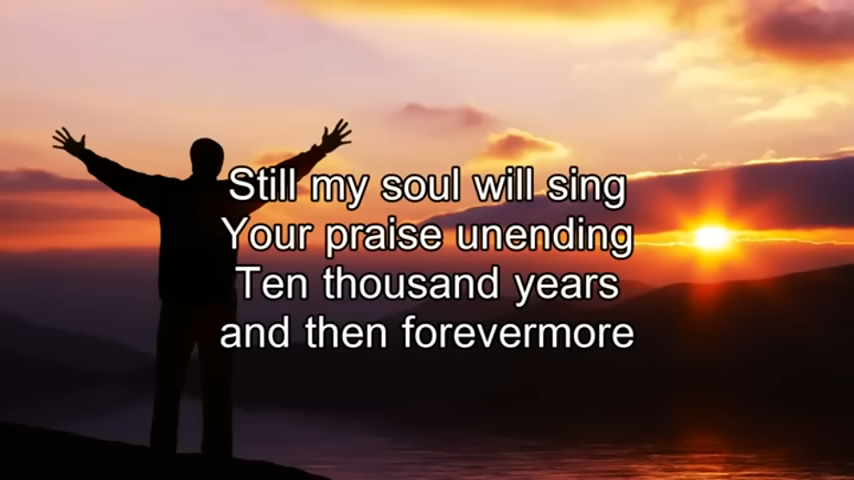 Still my soul will sing
Your praise unending
Ten thousand years
and then forevermore